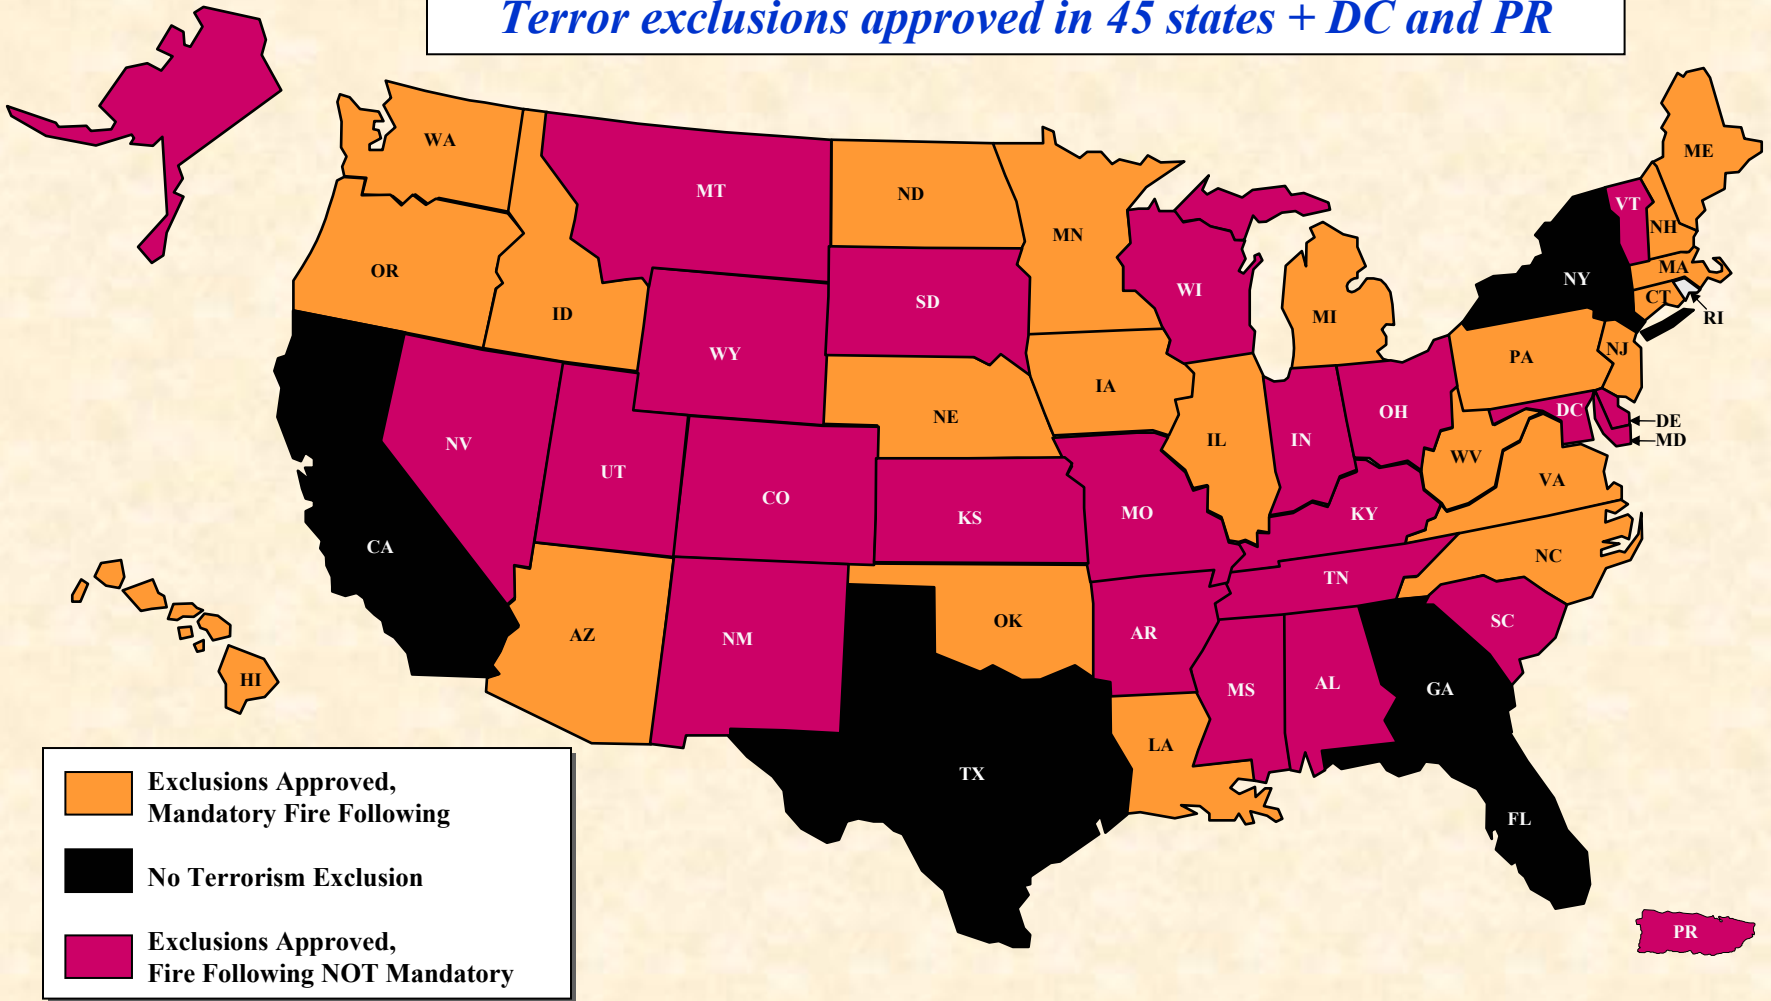 Terror exclusions approved in 45 states + DC and PR
WA
MT
ND
MN
ME
VT
NH
OR
ID
SD
WI
MI
NY
MA
CT
RI
WY
IA
PA
NJ
NE
OH
DC
DE
MD
NV
UT
CO
IL
IN
WV
VA
KS
MO
KY
CA
NC
TN
AZ
NM
OK
AR
SC
HI
MS
AL
GA
LA
TX
FL
PR
Exclusions Approved,
Mandatory Fire Following
No Terrorism Exclusion
Exclusions Approved,
Fire Following NOT Mandatory